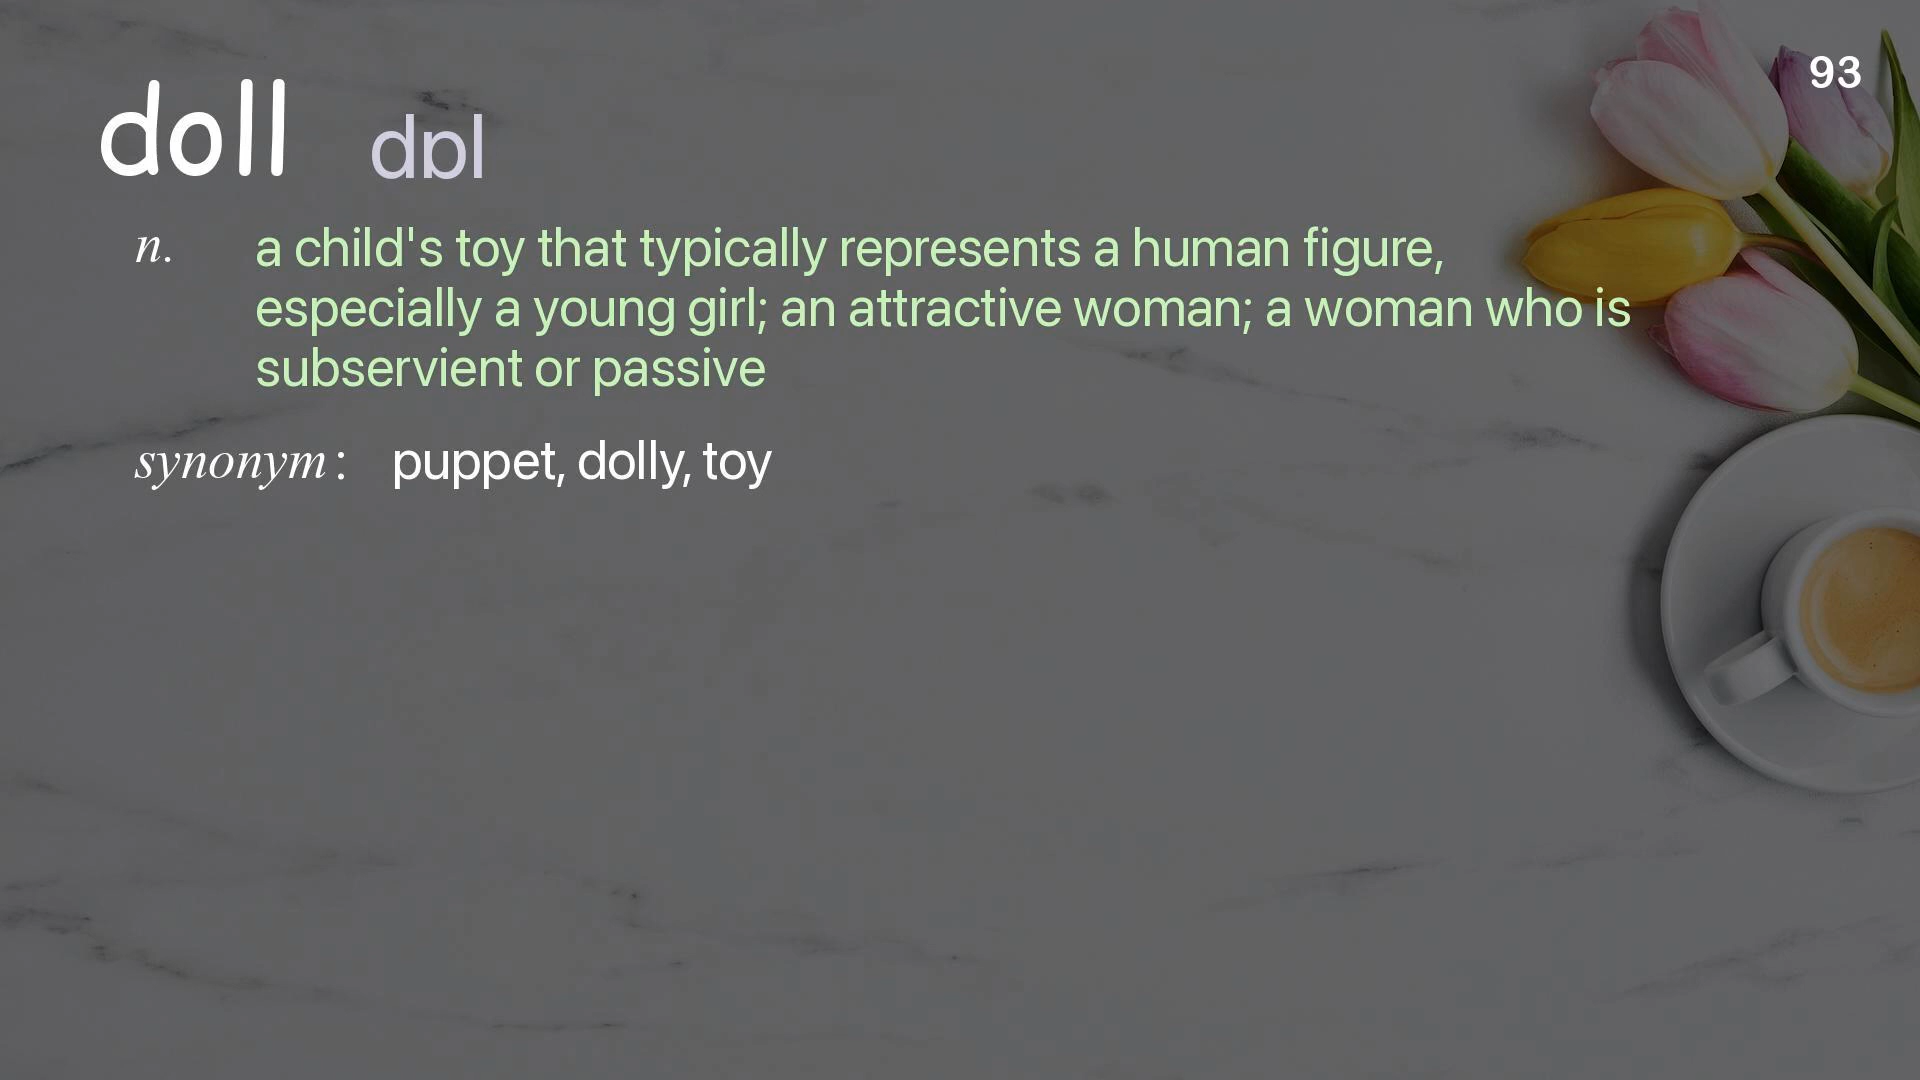 93
doll dɒl
n. a child's toy that typically represents a human figure,
especially a young girl; an attractive woman; a woman who is
subservient or passive
synonym : puppet, dolly, toy